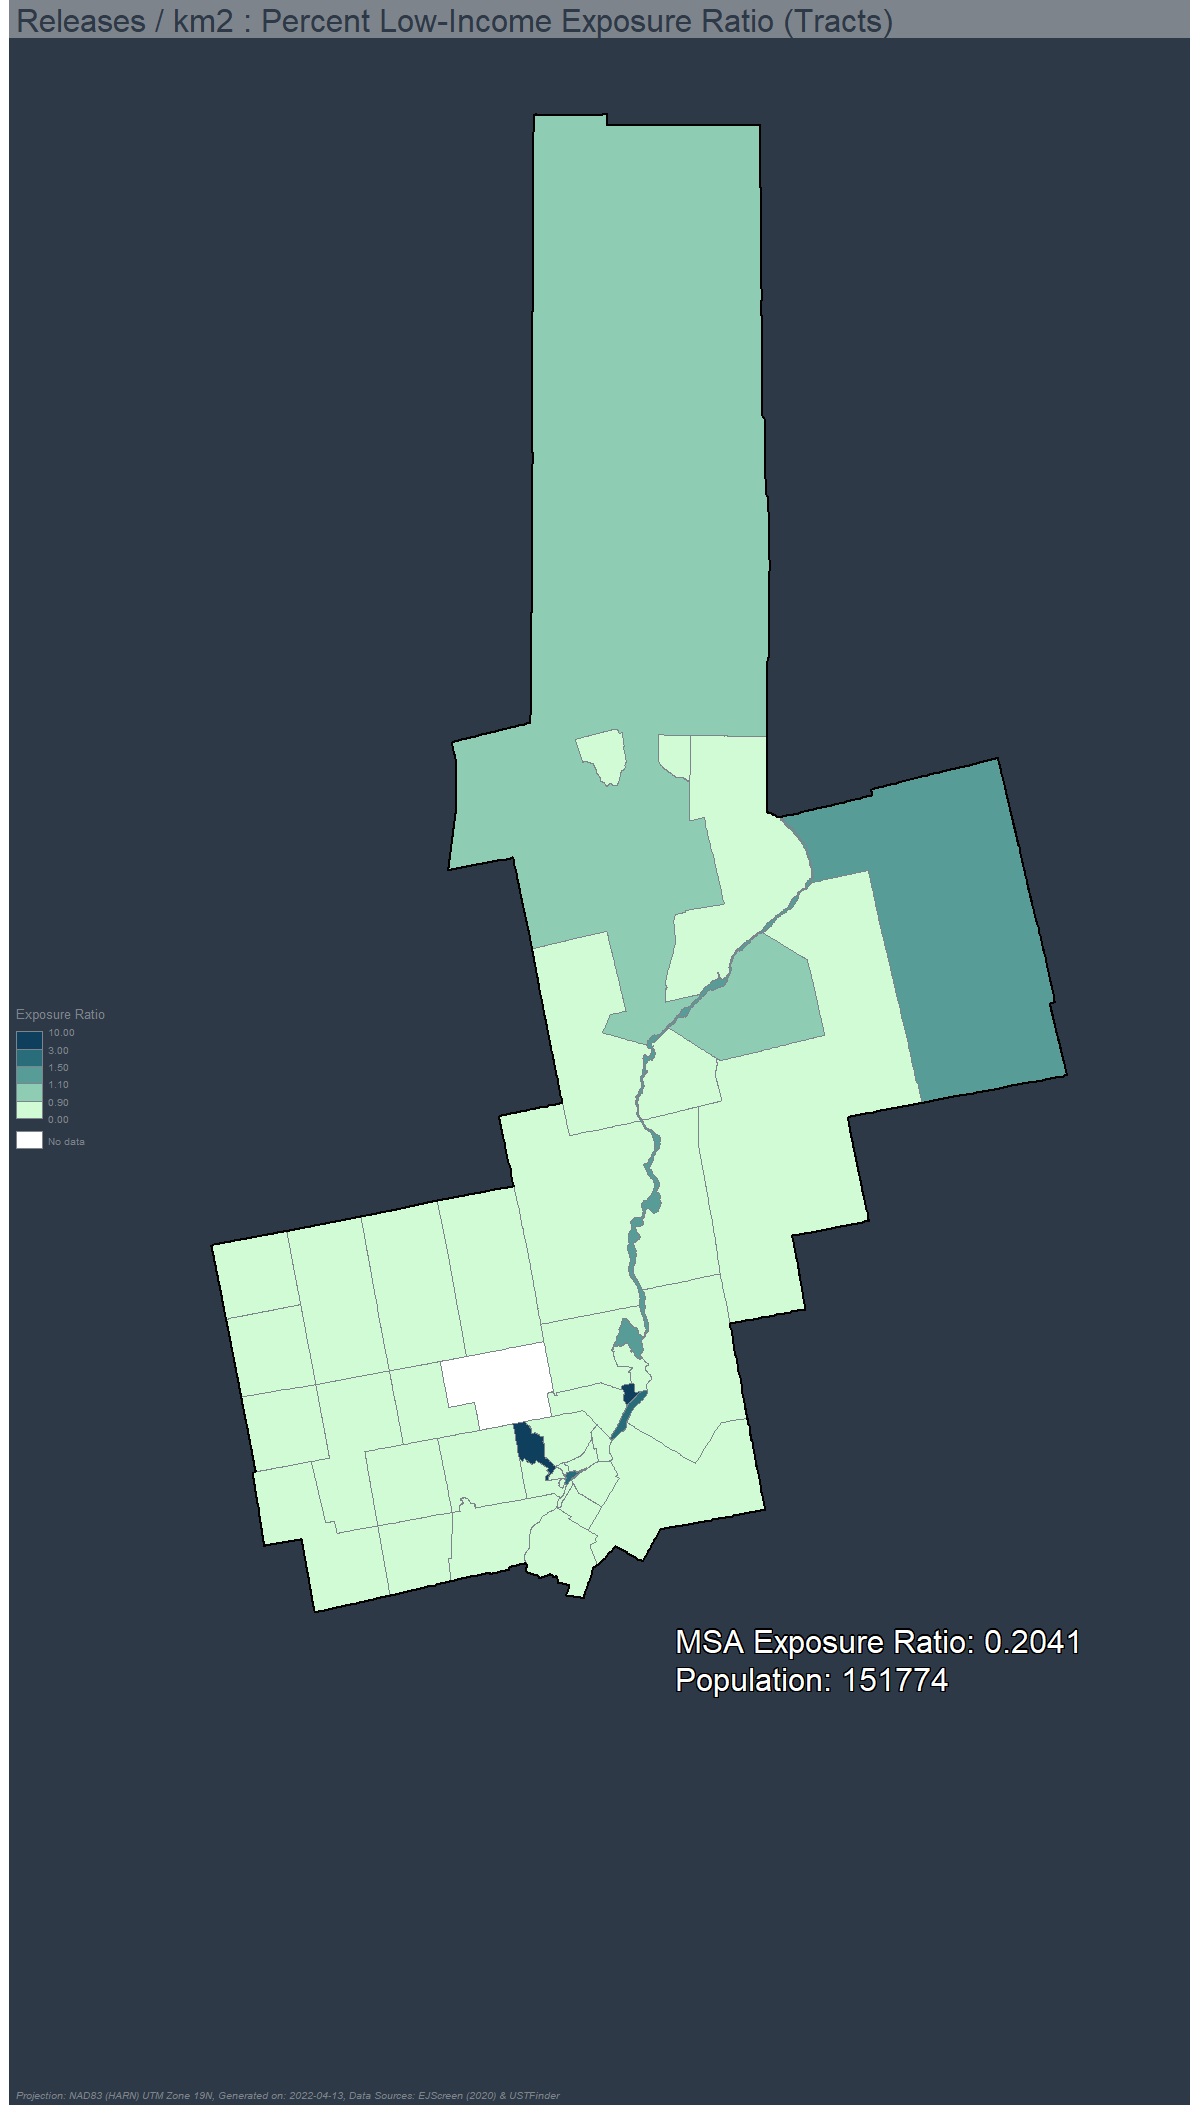 Releases / km2 : Percent Low-Income Exposure Ratio (Tracts)
Exposure Ratio
10.00
3.00
1.50
1.10
0.90
0.00
No data
MSA Exposure Ratio: 0.2041
Population: 151774
Projection: NAD83 (HARN) UTM Zone 19N, Generated on: 2022-04-13, Data Sources: EJScreen (2020) & USTFinder